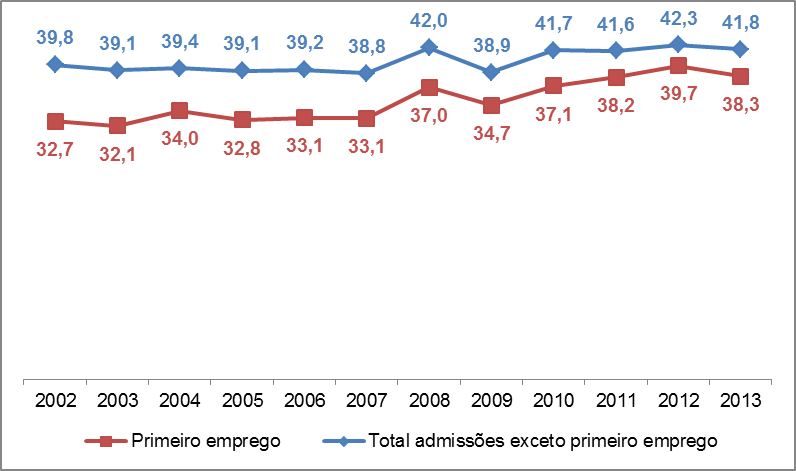 39,8 39,1 39,4 39,1 39,2 38,8 42,0 38,9 41,7 41,6 42,3 41,8
32,7 32,1 34,0 32,8 33,1 33,1 37,0 34,7 37,1 38,2 39,7 38,3
2002 2003 2004 2005 2006 2007 2008 2009 2010 2011 2012 2013
Primeiro emprego Total admissões exceto primeiro emprego